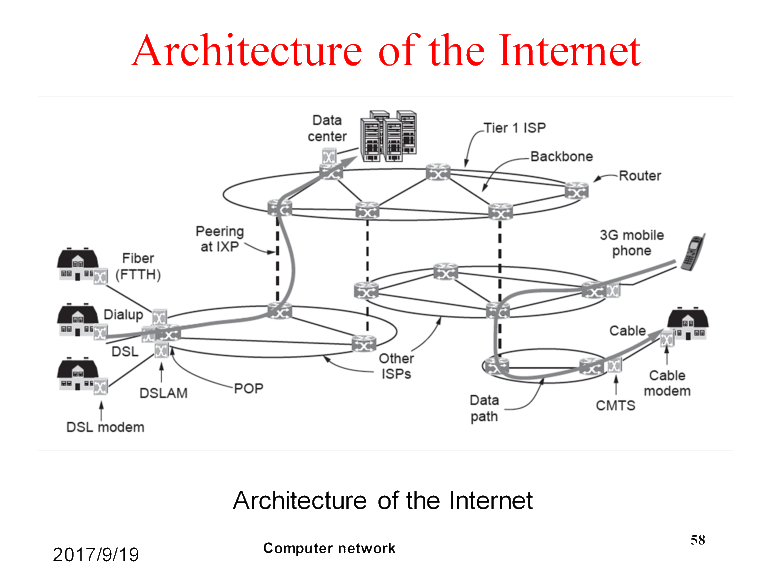 Architecture of the Internet
Data
center
Tier 1 ISP
Backbone
Router
Peering
at IXP
3G mobile
phone
Fiber
(FTTH)
Dialup
DSL
Cable
Other
ISPs
POP
DSLAM
DSL modem
Data
path
CMTS
Cable
modem
Architecture of the Internet
2017/9/19
Computer network
58